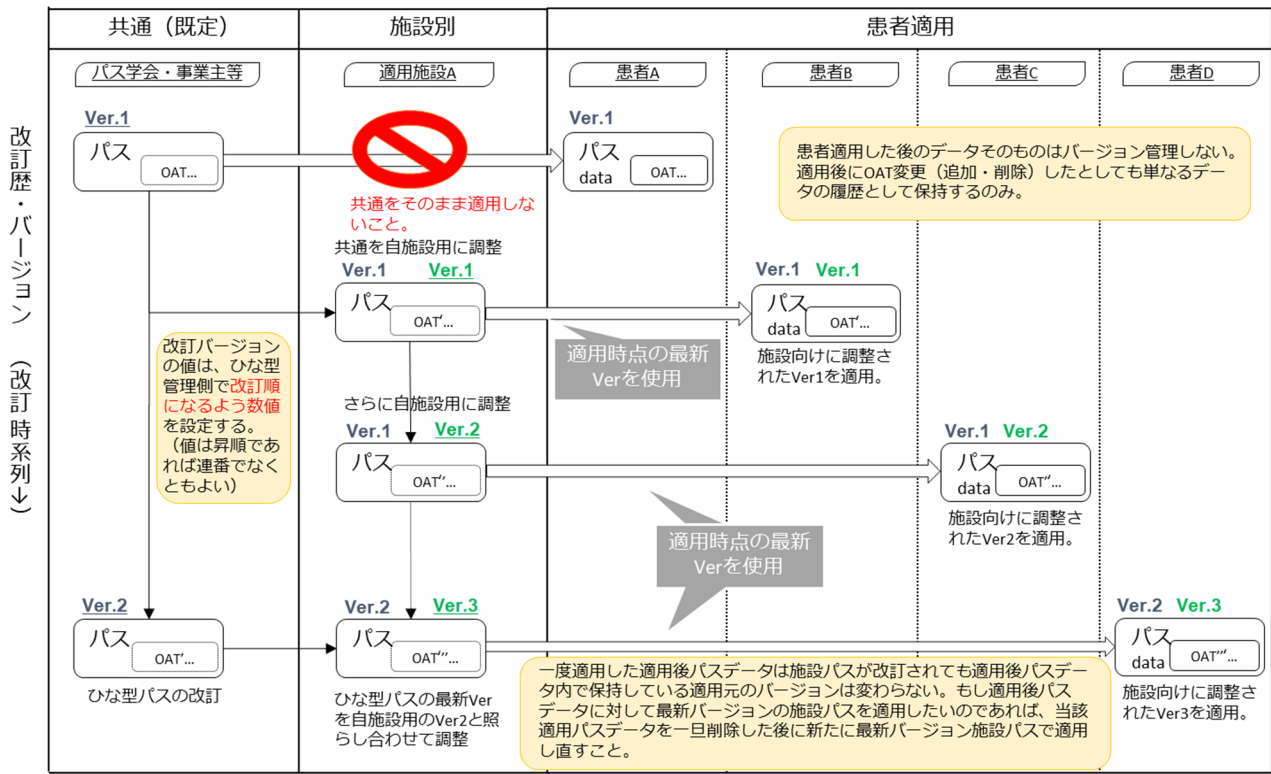 共通（既定）
施設別
患者適用
パス学会・事業主等
適用施設A
患者A
患者B
患者C
患者D
改訂歴・バージョン　（改訂時系列↓）
Ver.1
パス
OAT...
共通をそのまま適用しな
いこと。
Ver.1
パス
data
OAT...
患者適用した後のデータそのものはバージョン管理しない。
適用後にOAT変更（追加・削除）したとしても単なるデー
タの履歴として保持するのみ。
共通を自施設用に調整
Ver.1 Ver.1
パス
OAT'...
Ver.1 Ver.1
パス
data
OAT'...
施設向けに調整さ
れたVer1を適用。
適用時点の最新
Verを使用
改訂バージョン
の値は、ひな型
管理側で改訂順
になるよう数値
を設定する。
（値は昇順であ
れば連番でなく
ともよい）
さらに自施設用に調整
Ver.1 Ver.2
パス
OAT''...
Ver.1 Ver.2
パス
data
OAT''...
施設向けに調整さ
れたVer2を適用。
適用時点の最新
Verを使用
Ver.2
パス
OAT'...
ひな型パスの改訂
Ver.2 Ver.3
パス
OAT'''...
ひな型パスの最新Ver
を自施設用のVer2と照
らし合わせて調整
Ver.2 Ver.3
パス
data
OAT'''...
施設向けに調整さ
れたVer3を適用。
一度適用した適用後パスデータは施設パスが改訂されても適用後パスデー
タ内で保持している適用元のバージョンは変わらない。もし適用後パス
データに対して最新バージョンの施設パスを適用したいのであれば、当該
適用パスデータを一旦削除した後に新たに最新バージョン施設パスで適用
し直すこと。